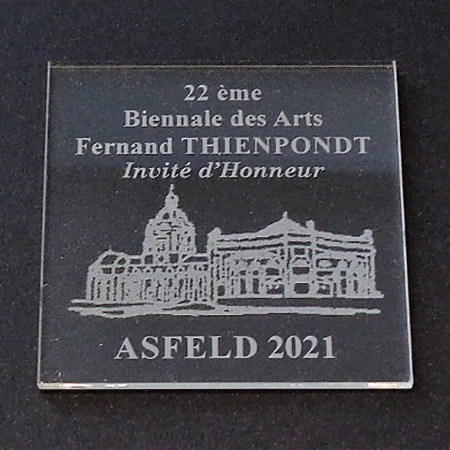 22 ème
Biennale des Arts
Fernand THIENPONDT
Invité d'Honneur
ASFELD 2021